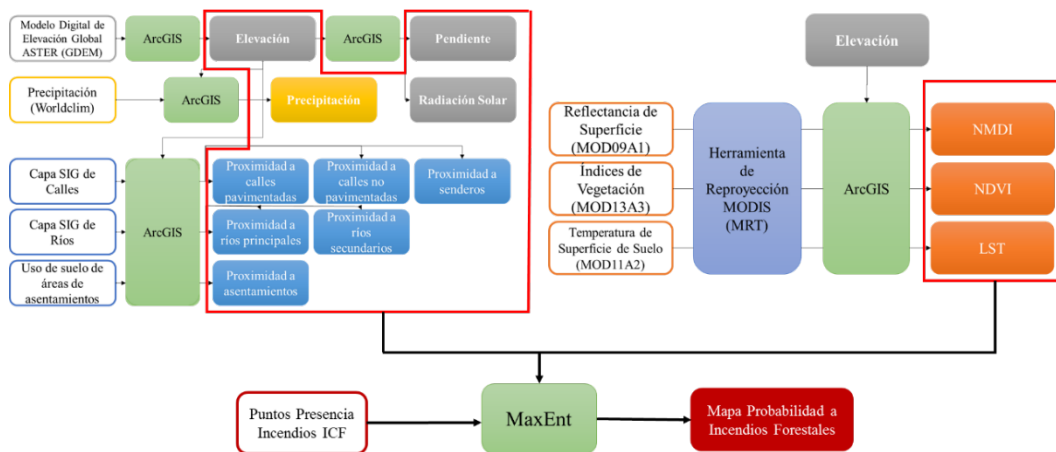 Modelo Digital de
Elevación Global
ASTER (GDEM)
ArcGIS
Elevación
ArcGIS
Pendiente
Precipitación
(Worldclim)
ArcGIS
Precipitación
Radiación Solar
Capa SIG de
Calles
Capa SIG
de Ríos
Uso de suelo de
áreas de
asentamientos
ArcGIS
Proximidad a
calles
pavimentadas
Proximidad a
calles no
pavimentadas
Proximidad a
senderos
Proximidad a
ríos principales
Proximidad a
ríos
secundarios
Proximidad a
asentamientos
Elevación
Reflectancia de
Superficie
(MOD09A1)
Índices de
Vegetación
(MOD13A3)
Temperatura de
Superficie de Suelo
(MOD11A2)
Herramienta
de
Reproyección
MODIS
(MRT)
ArcGIS
NMDI
NDVI
LST
Puntos Presencia
Incendios ICF
MaxEnt
Mapa Probabilidad a
Incendios Forestales